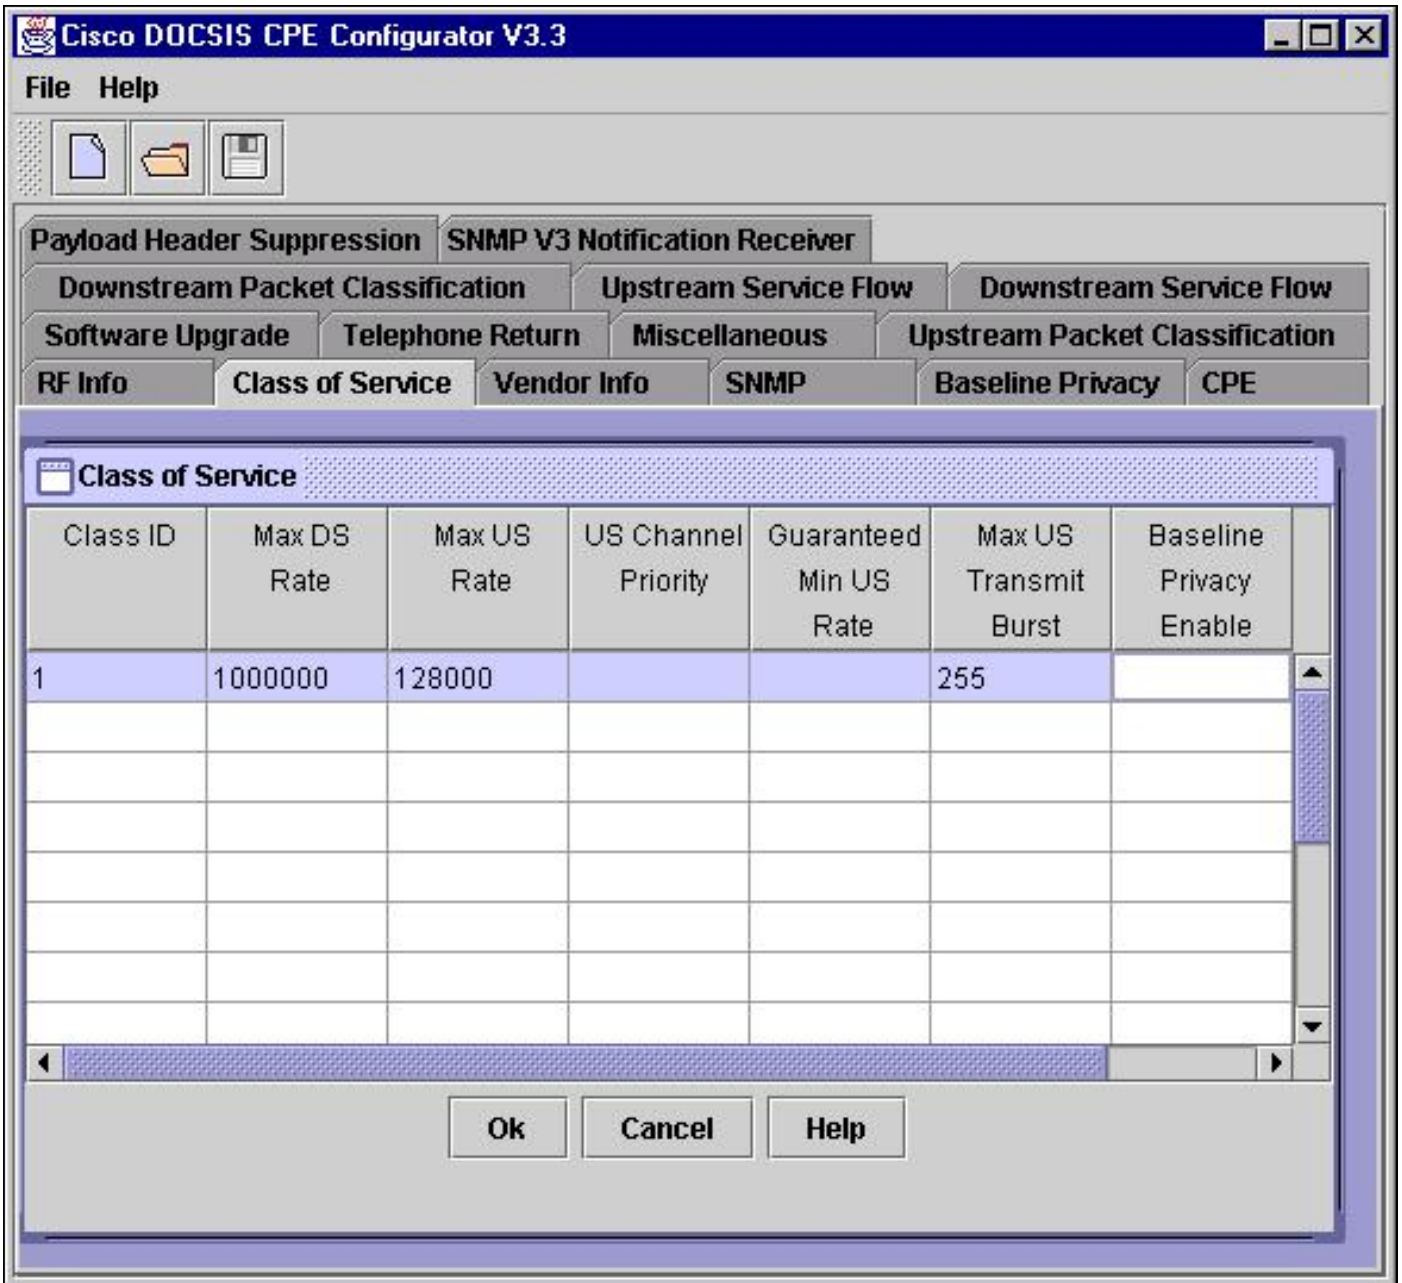 Cisco DOCSIS CPE Configurator V3.3
File Help
Payload Header Suppression SNMP V3 Notification Receiver
Downstream Packet Classification Upstream Service Flow Downstream Service Flow
Software Upgrade Telephone Return Miscellaneous Upstream Packet Classification
RF Info Class of Service Vendor Info SNMP Baseline Privacy CPE
Class of Service
Class ID Max DS Max US US Channel Guaranteed Max US Baseline
Rate Rate Priority Min US Transmit Privacy
Rate Burst Enable
1 1000000 128000 255
Ok Cancel Help